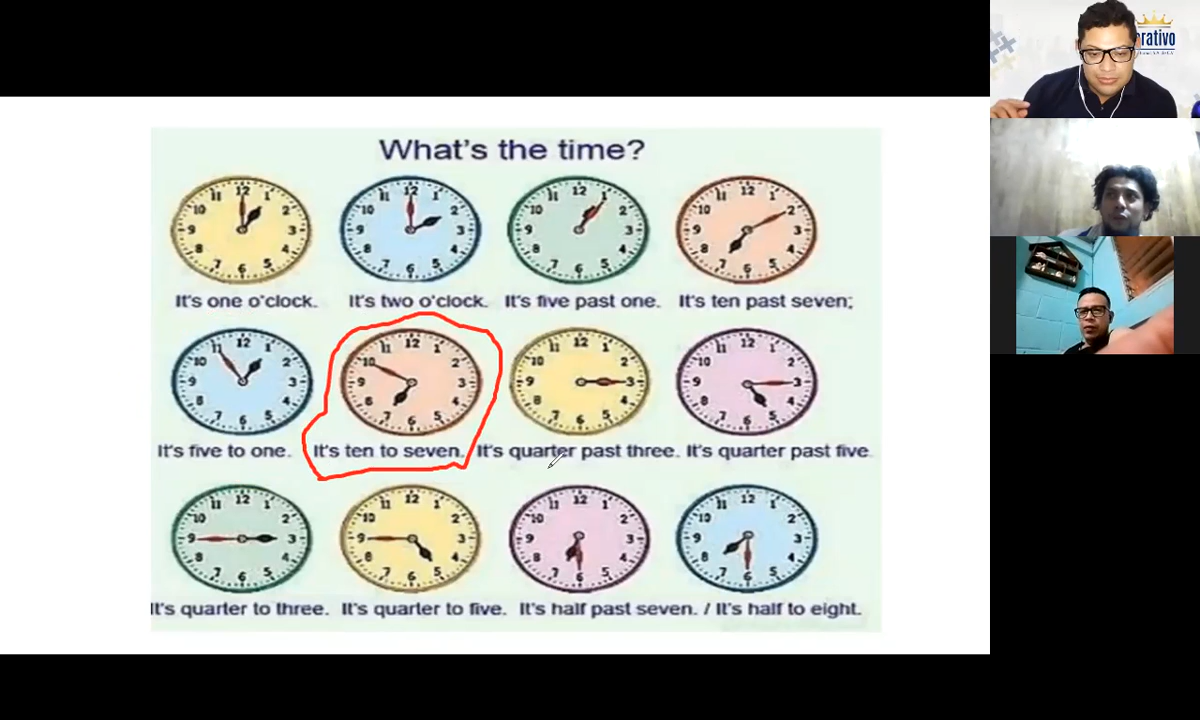 What's the time?
It's one o'clock. It's two o'clock. It's five past one. It's ten past seven;
It's five to one. It's ten to seven. It's quarter past three. It's quarter past five
It's quarter to three. It's quarter to five. It's half past seven. / It's half to eight.
rativo